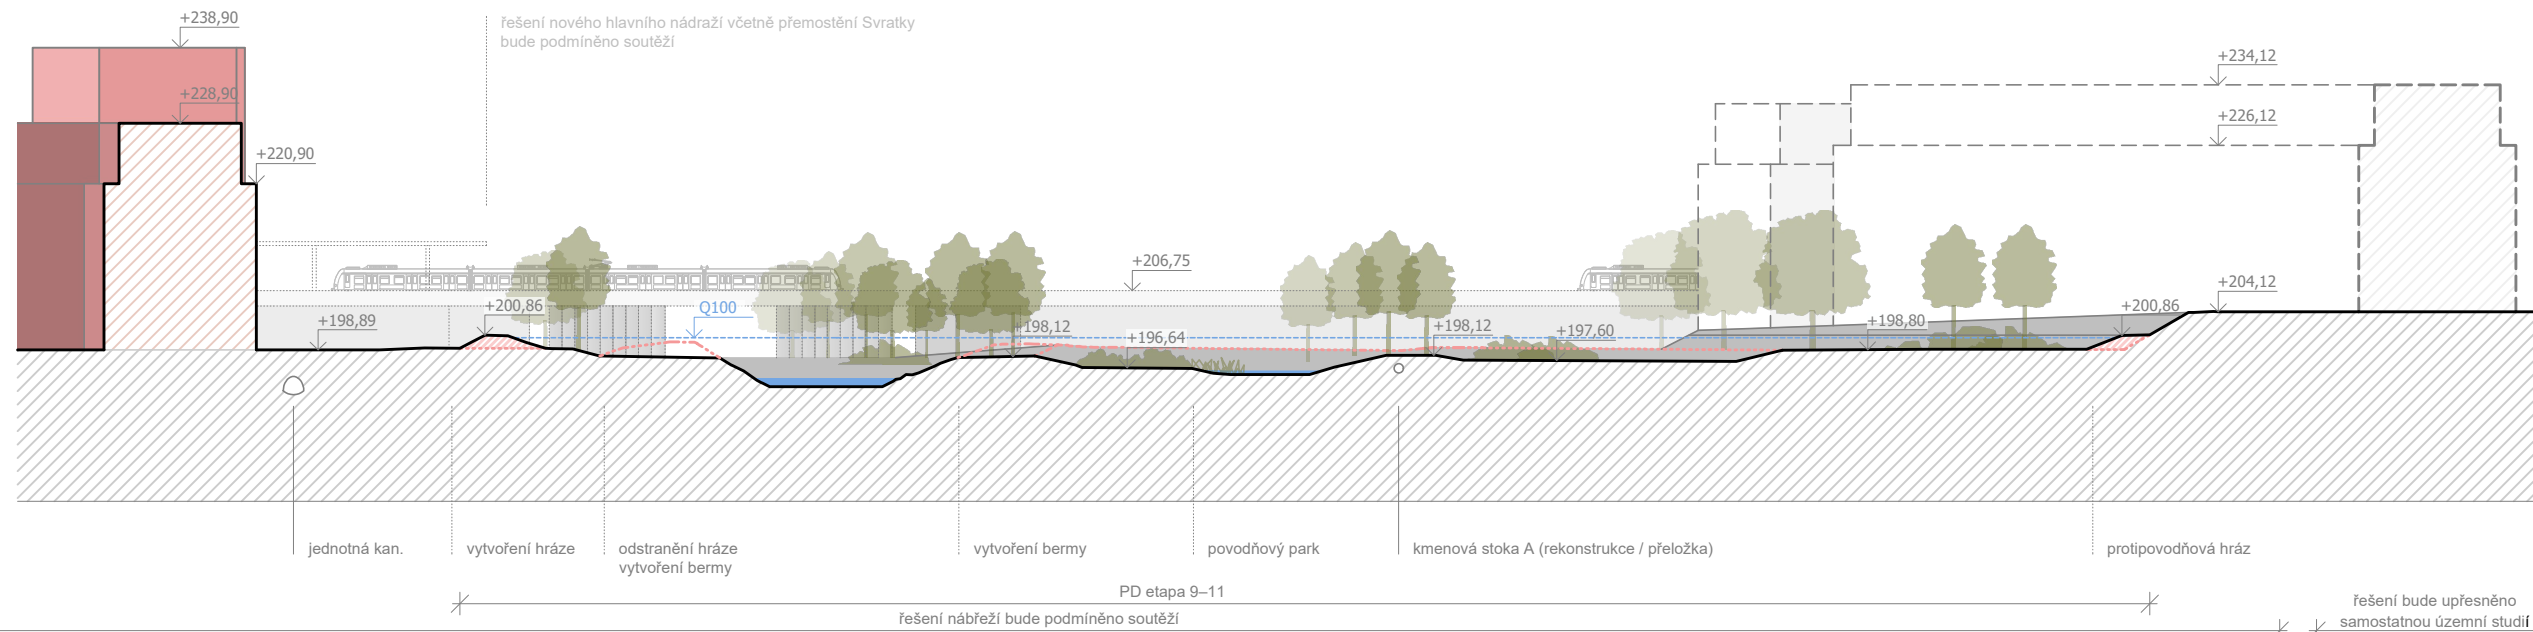 +238,90
řešení nového hlavního nádraží včetně přemostění Svratky
bude podmíněno soutěží
+234,12
+228,90
+226,12
+220,90
+206,75
+204,12
+198,89
+200,86
Q100
+198,12
+196,64
+198,12
+197,60
+198,80
+200,86
jednotná kan.
vytvoření hráze
odstranění hráze
vytvoření bermy
vytvoření bermy
povodňový park
kmenová stoka A (rekonstrukce / přeložka)
protipovodňová hráz
PD etapa 9–11
řešení nábřeží bude podmíněno soutěží
řešení bude upřesněno
samostatnou územní studií